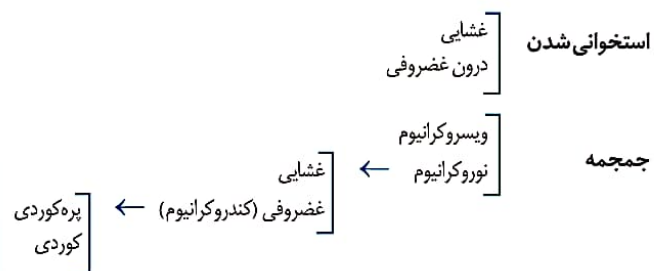 استخوانی شدن
غشایی
درون غضروفی
جمجمه
ویسروکرانیوم
نوروکرانیوم
غشایی
غضروفی (کندروکرانیوم)
پره‌کوردی
کوردی